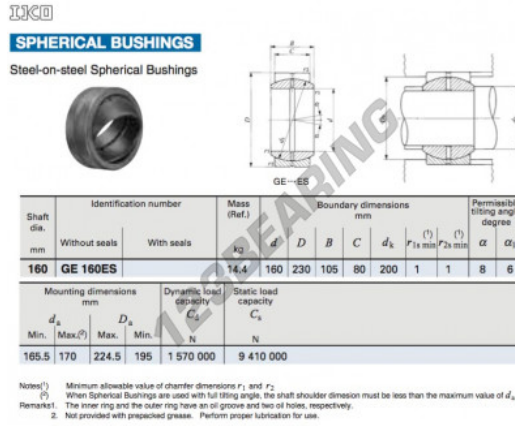 IKO
SPHERICAL BUSHINGS
Steel-on-steel Spherical Bushings
GE…ES
123BEARING
Shaft dia. mm
Identification number
Without seals
With seals
Mass (Ref.) kg
Boundary dimensions mm
d D B C dk r1s min(1) r2s min(1)
Permissible tilting angle degree
α α1
160 GE 160ES 14.4 160 230 105 80 200 1 1 8 6
Mounting dimensions mm
da Da
Min. Max.(2) Max. Min.
Dynamic load capacity Cd N
Static load capacity Cs N
165.5 170 224.5 195 1 570 000 9 410 000
Notes(1) Minimum allowable value of chamfer dimensions r1 and r2
(2) When Spherical Bushings are used with full tilting angle, the shaft shoulder dimesion must be less than the maximum value of da
Remarks1. The inner ring and the outer ring have an oil groove and two oil holes, respectively.
2. Not provided with prepacked grease. Perform proper lubrication for use.